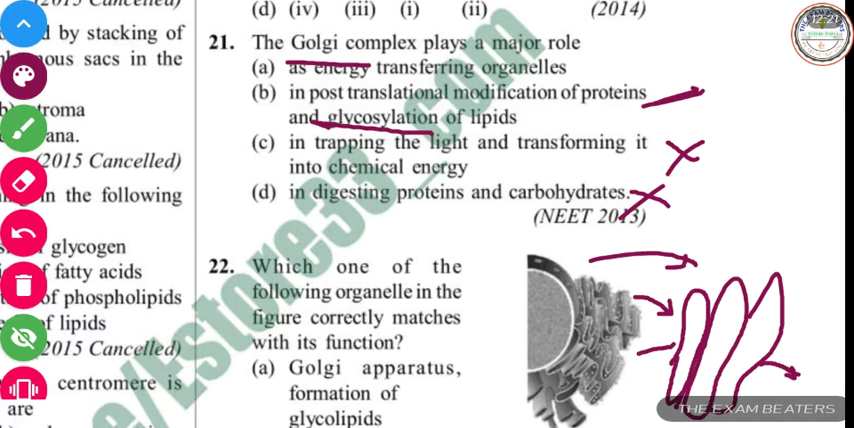 (2015 Cancelled)
by stacking of
ous sacs in the
troma
ana.
(2015 Cancelled)
in the following
glycogen
fatty acids
of phospholipids
of lipids
2015 Cancelled)
centromere is
are
(d) (iv) (iii) (i) (ii) (2014)
21. The Golgi complex plays a major role
(a) as energy transferring organelles
(b) in post translational modification of proteins
and glycosylation of lipids
(c) in trapping the light and transforming it
into chemical energy
(d) in digesting proteins and carbohydrates.
(NEET 2013)
22. Which one of the
following organelle in the
figure correctly matches
with its function?
(a) Golgi apparatus,
formation of
glycolipids
12:21
THE EXAM BEATERS
e/Estore33_com